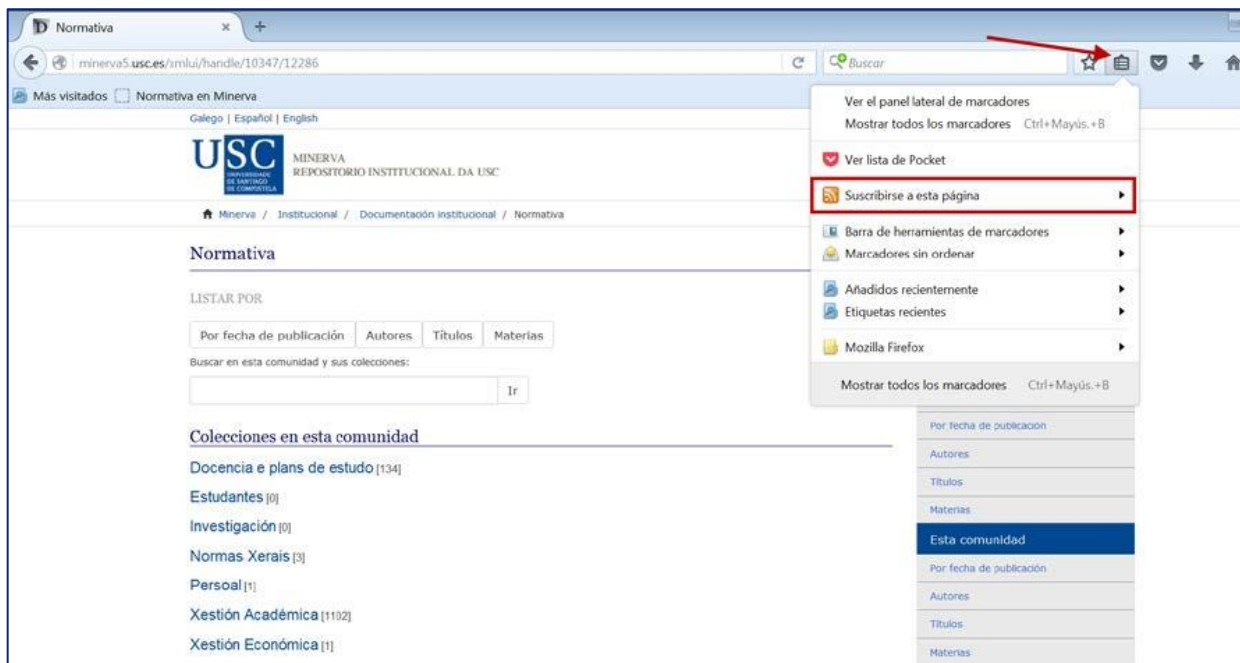 Normativa
minerva5.usc.es/xmlui/handle/10347/12286
Buscar
Más visitados Normativa en Minerva
Galego | Español | English
USC
UNIVERSIDADE
DE SANTIAGO
DE COMPOSTELA
MINERVA
REPOSITORIO INSTITUCIONAL DA USC
Minerva / Institucional / Documentación institucional / Normativa
Normativa
LISTAR POR
Por fecha de publicación Autores Títulos Materias
Buscar en esta comunidad y sus colecciones:
Ir
Colecciones en esta comunidad
Docencia e plans de estudo [134]
Estudantes [0]
Investigación [0]
Normas Xerais [3]
Persoal [1]
Xestión Académica [1102]
Xestión Económica [1]
Ver el panel lateral de marcadores
Mostrar todos los marcadores Ctrl+Mayús.+B
Ver lista de Pocket
Suscribirse a esta página
Barra de herramientas de marcadores
Marcadores sin ordenar
Añadidos recientemente
Etiquetas recientes
Mozilla Firefox
Mostrar todos los marcadores Ctrl+Mayús.+B
Por fecha de publicación
Autores
Títulos
Materias
Esta comunidad
Por fecha de publicación
Autores
Títulos
Materias